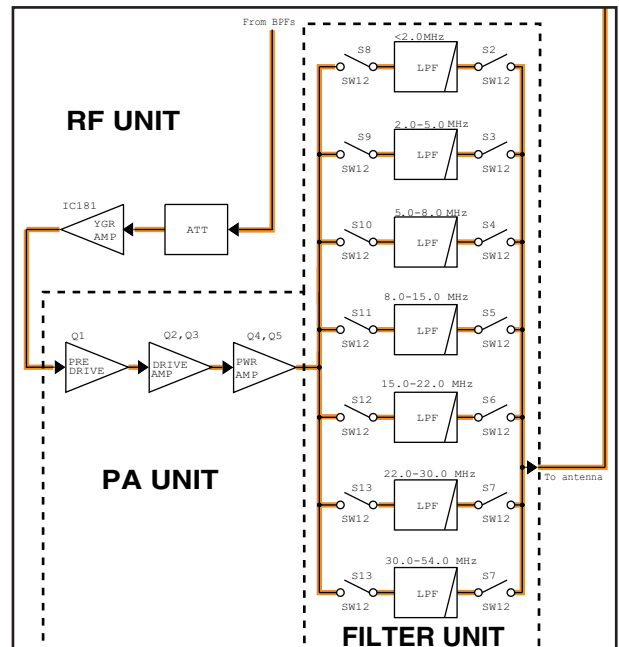 From BPFs
<2.0MHz
S8
LPF
S2
SW12
SW12
RF UNIT
2.0-5.0 MHz
S9
LPF
S3
SW12
SW12
IC181
YGR
AMP
ATT
5.0-8.0 MHz
S10
LPF
S4
SW12
SW12
8.0-15.0 MHz
S11
LPF
S5
SW12
SW12
Q1
Q2,Q3
Q4,Q5
PRE
DRIVE
DRIVE
AMP
PWR
AMP
15.0-22.0 MHz
S12
LPF
S6
SW12
SW12
PA UNIT
22.0-30.0 MHz
S13
LPF
S7
SW12
SW12
To antenna
30.0-54.0 MHz
S13
LPF
S7
SW12
SW12
FILTER UNIT